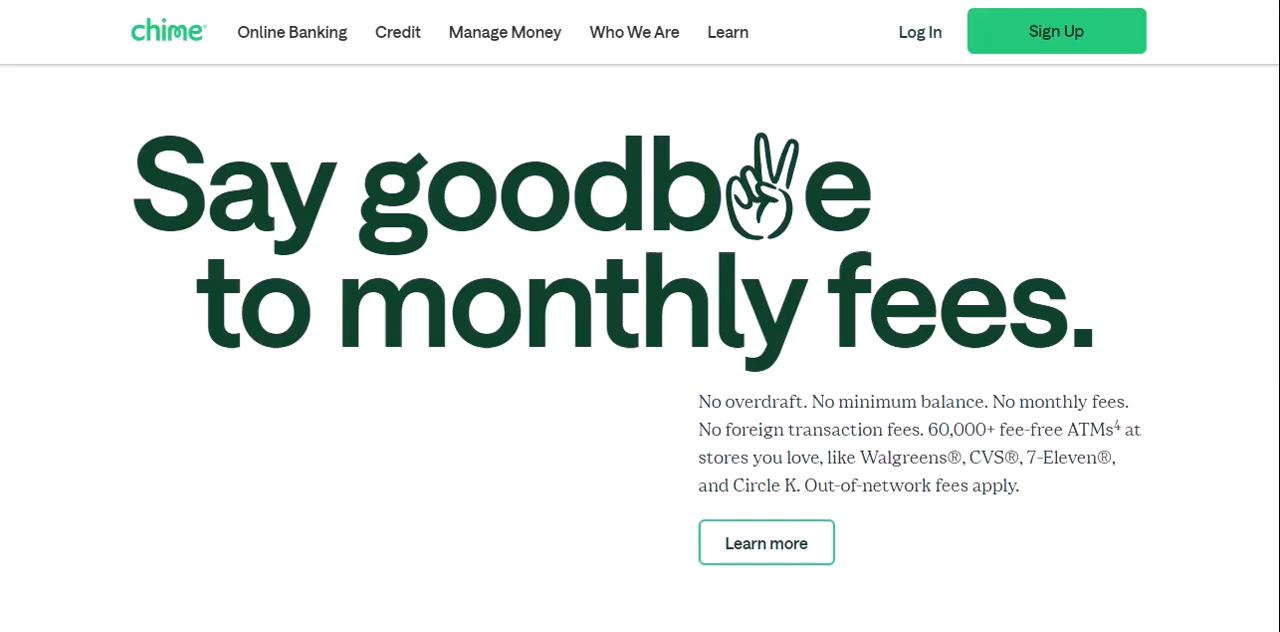 chime®
Online Banking
Credit
Manage Money
Who We Are
Learn
Log In
Sign Up
Say goodb✌e
to monthly fees.
No overdraft. No minimum balance. No monthly fees.
No foreign transaction fees. 60,000+ fee-free ATMs⁴ at
stores you love, like Walgreens®, CVS®, 7-Eleven®,
and Circle K. Out-of-network fees apply.
Learn more